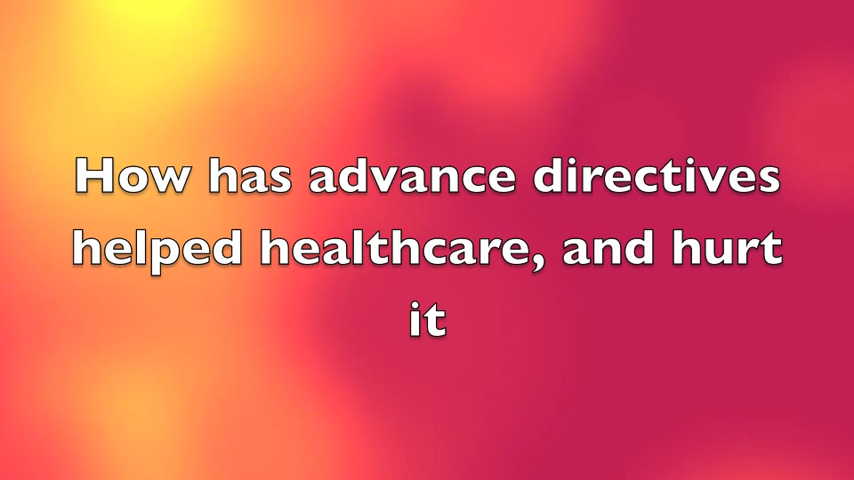 How has advance directives
helped healthcare, and hurt
it